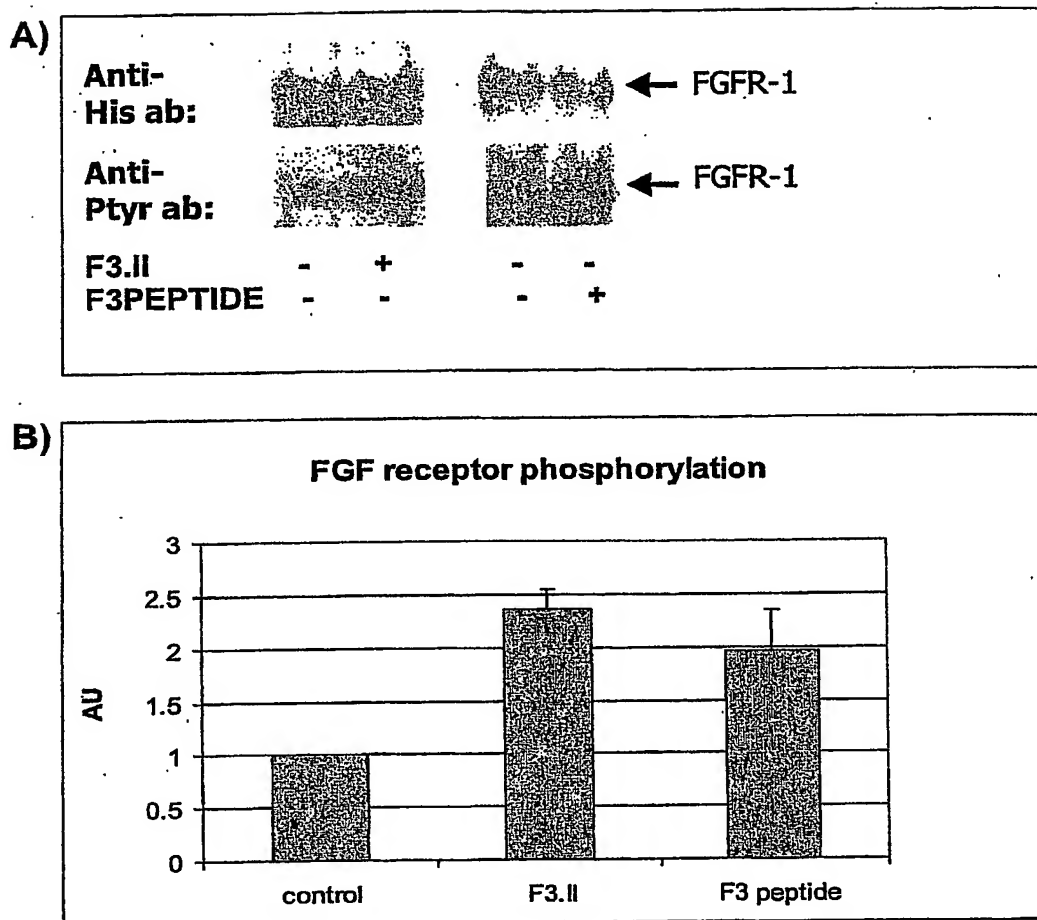 A)
Anti-
His ab:
FGFR-1
Anti-
Ptyr ab:
FGFR-1
F3.II - + - -
F3PEPTIDE - - - +
B)
FGF receptor phosphorylation
3
2.5
2
1.5
1
0.5
0
AU
control F3.II F3 peptide